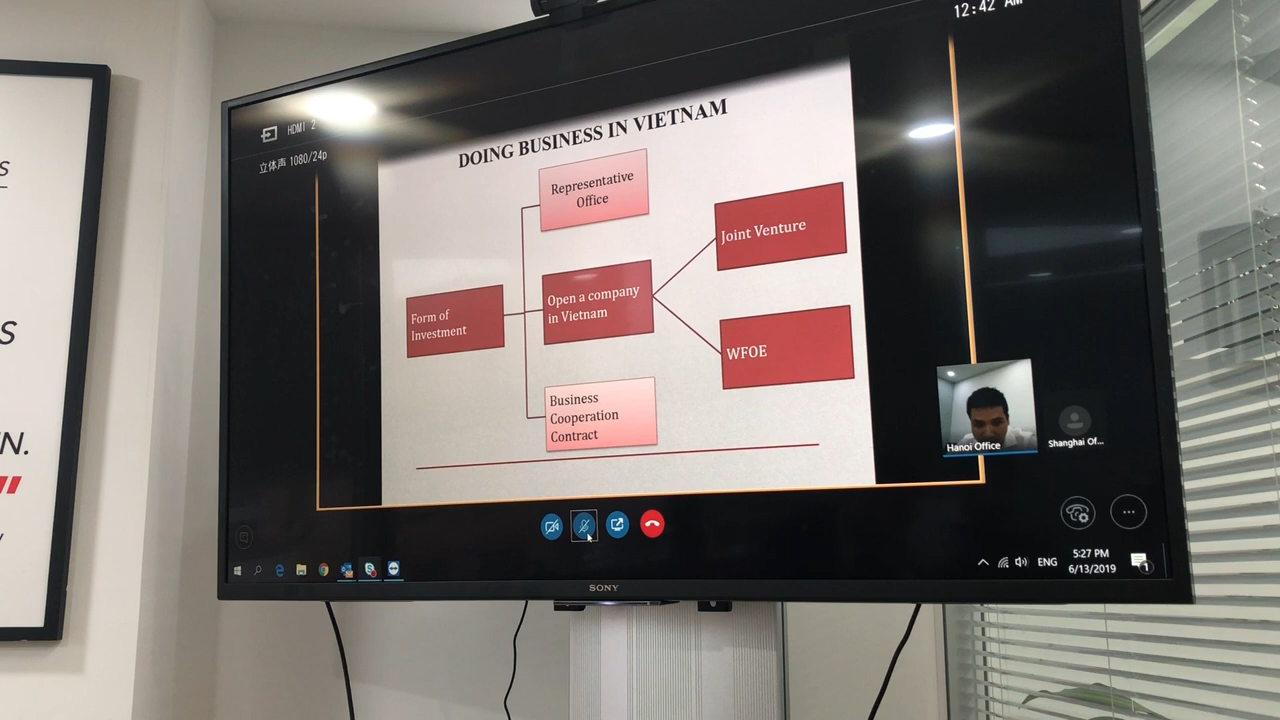 12:42 AM
HDMI 2
立体声 1080/24p
DOING BUSINESS IN VIETNAM
Representative
Office
Joint Venture
Open a company
in Vietnam
Form of
Investment
WFOE
Business
Cooperation
Contract
Hanoi Office
Shanghai Of...
ENG
5:27 PM
6/13/2019
1
SONY
S
S
N.